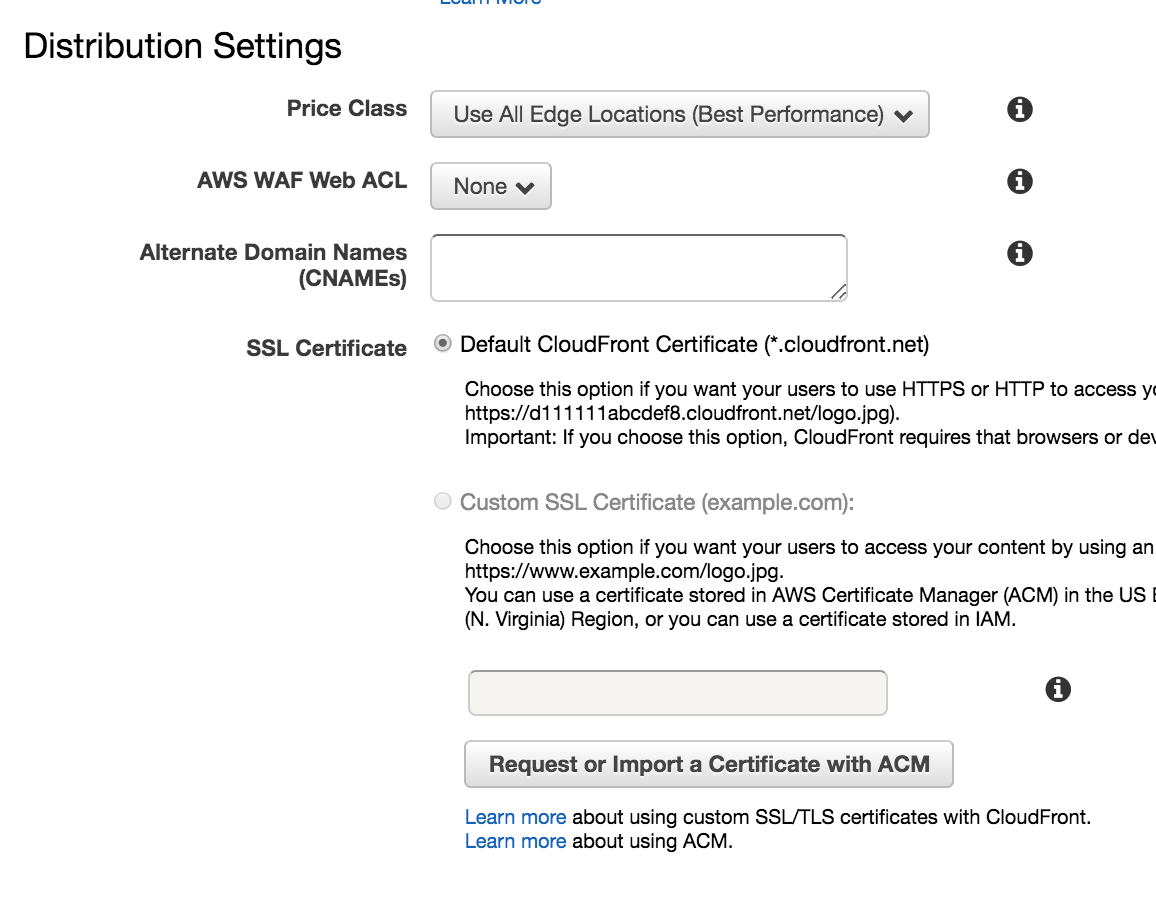 Learn More
Distribution Settings
Price Class
Use All Edge Locations (Best Performance)
AWS WAF Web ACL
None
Alternate Domain Names
(CNAMEs)
SSL Certificate
Default CloudFront Certificate (*.cloudfront.net)
Choose this option if you want your users to use HTTPS or HTTP to access
https://d111111abcdef8.cloudfront.net/logo.jpg).
Important: If you choose this option, CloudFront requires that browsers or
Custom SSL Certificate (example.com):
Choose this option if you want your users to access your content by using an
https://www.example.com/logo.jpg.
You can use a certificate stored in AWS Certificate Manager (ACM) in the US
(N. Virginia) Region, or you can use a certificate stored in IAM.
Request or Import a Certificate with ACM
Learn more about using custom SSL/TLS certificates with CloudFront.
Learn more about using ACM.